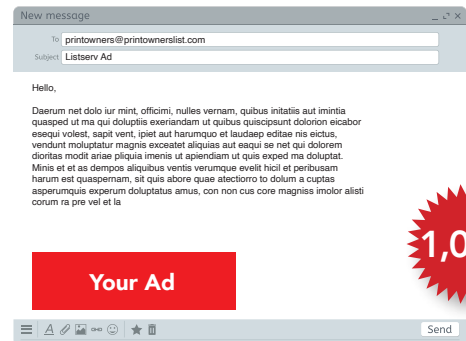 New message
To printowners@printownerslist.com
Subject Listserv Ad
Hello,
Daerum net dolo iur mint, officimi, nulles vernam, quibus initatiis aut imintia
quasped ut ma qui doluptiis exeriandam ut quibus quiscipsunt dolorion eicabor
esequi volest, sapit vent, ipiet aut harumquo et laudaep editae nis eictus,
vendunt moluptatur magnis exceatet aliquias aut eaqui se net qui dolorem
dioritas modit ariae pliquia imenis ut apiendiam ut quis exped ma doluptat.
Minis et et as dempos aliquibus ventis verumque evelit hicil et peribusam
harum est quaspernam, sit quis abore quae atectiorro to dolum a cuptas
asperumquis experum doluptatus amus, con non cus core magniss imolor alisti
corum ra pre vel et la
1,0
Your Ad
Send